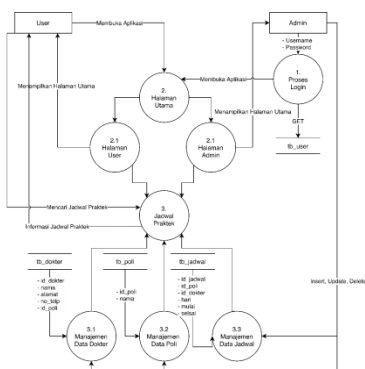 User
Admin
Membuka Aplikasi
- Username
- Password
1.
Proses
Login
Membuka Aplikasi
Menampilkan Halaman Utama
2.
Halaman
Utama
Menampilkan Halaman Utama
GET
tb_user
2.1
Halaman
User
2.1
Halaman
Admin
Mencari Jadwal Praktek
3.
Jadwal
Praktek
Informasi Jadwal Praktek
tb_dokter
- id_dokter
- nama
- alamat
- no_telp
- id_poli
tb_poli
- id_poli
- nama
tb_jadwal
- id_jadwal
- id_poli
- id_dokter
- hari
- mulai
- selsai
Insert, Update, Delete
3.1
Manajemen
Data Dokter
3.2
Manajemen
Data Poli
3.3
Manajemen
Data Jadwal